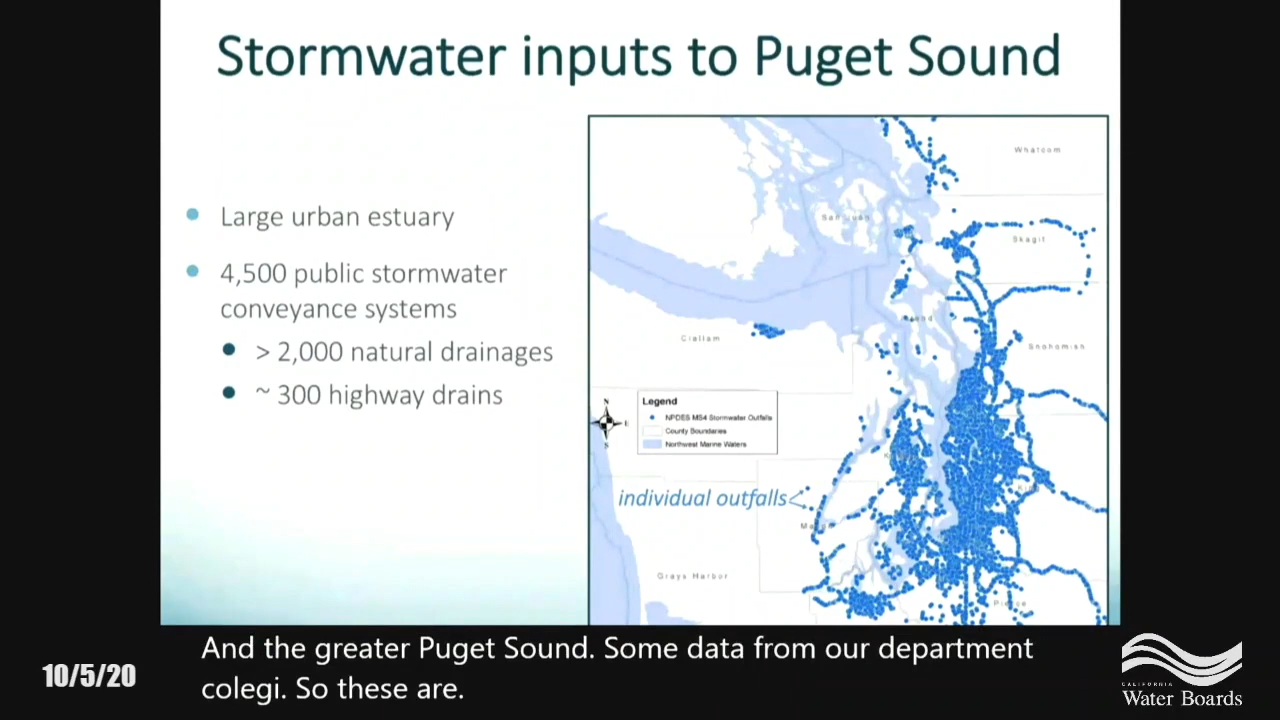 Stormwater inputs to Puget Sound
Large urban estuary
4,500 public stormwater
conveyance systems
> 2,000 natural drainages
~ 300 highway drains
Whatcom
San Juan
Skagit
Clallam
Snohomish
Legend
NPDES MS4 Stormwater Outfalls
County Boundaries
Northwest Marine Waters
N
E
S
individual outfalls
Grays Harbor
Pierce
And the greater Puget Sound. Some data from our department
colegi. So these are.
10/5/20
CALIFORNIA
Water Boards